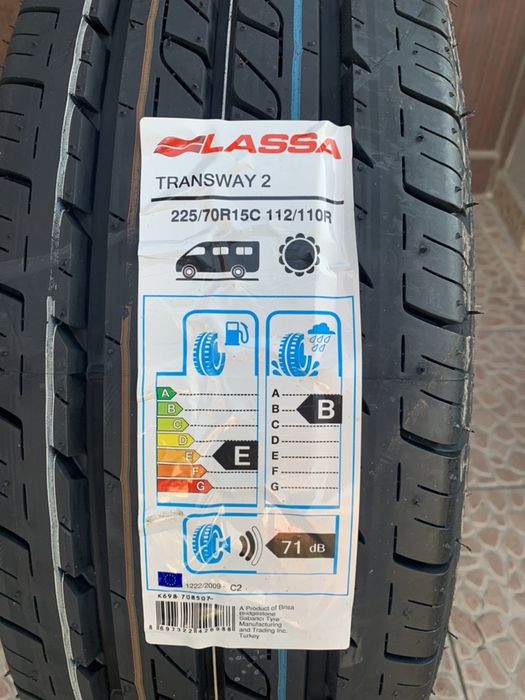 LASSA
TRANSWAY 2
225/70R15C 112/110R
A
B
C
D
E
F
G
E
A
B
C
D
E
F
G
B
71 dB
1222/2009 - C2
K698 708507-
A Product of Brisa
Bridgestone
Sabanci Tyre
Manufacturing
and Trading Inc.
Turkey